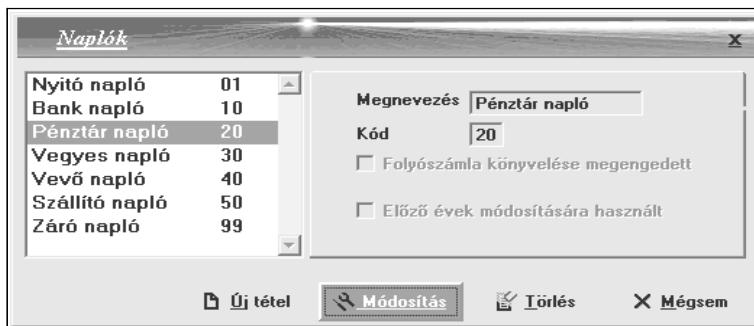 Naplók
x
Nyitó napló 01
Bank napló 10
Pénztár napló 20
Vegyes napló 30
Vevő napló 40
Szállító napló 50
Záró napló 99
Megnevezés Pénztár napló
Kód 20
Folyószámla könyvelése megengedett
Előző évek módosítására használt
Új tétel Módosítás Törlés Mégsem